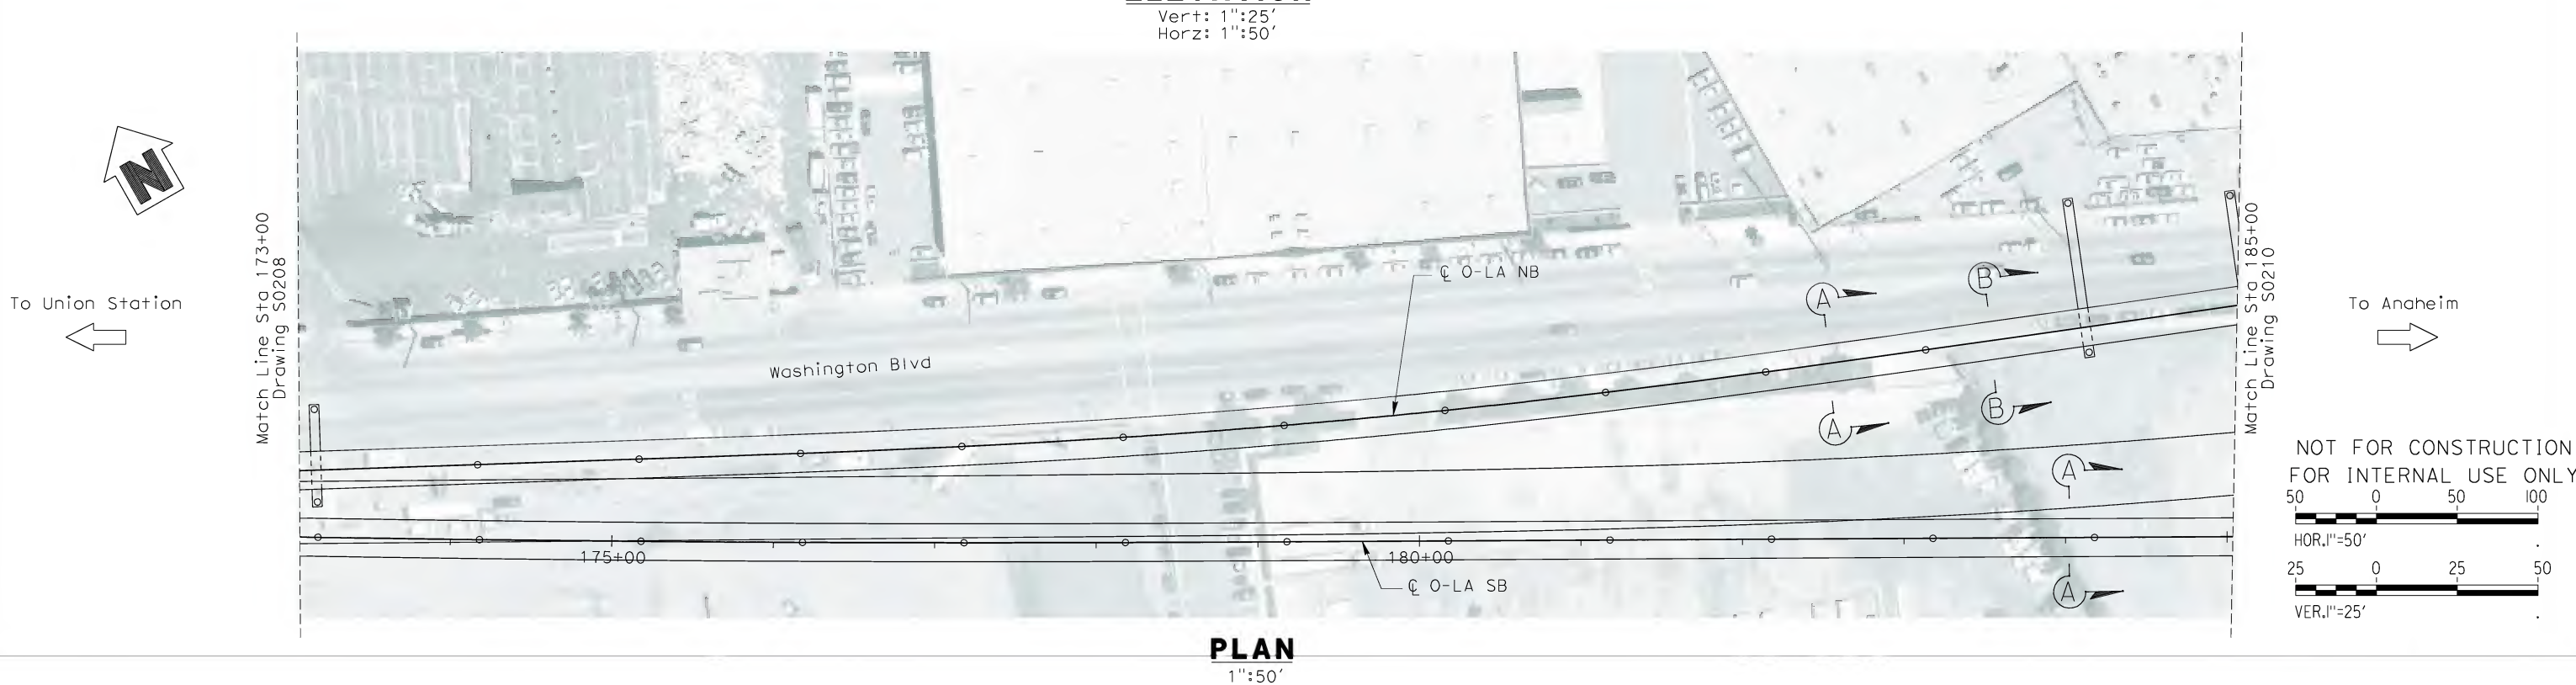 Vert: 1":25'
Horz: 1":50'
N
To Union Station
Match Line Sta 173+00
Drawing S0208
Washington Blvd
℄ O-LA NB
A
B
A
B
A
A
175+00
180+00
℄ O-LA SB
Match Line Sta 185+00
Drawing S0210
To Anaheim
NOT FOR CONSTRUCTION
FOR INTERNAL USE ONLY
50 0 50 100
HOR.1"=50'
25 0 25 50
VER.1"=25'
PLAN
1":50'